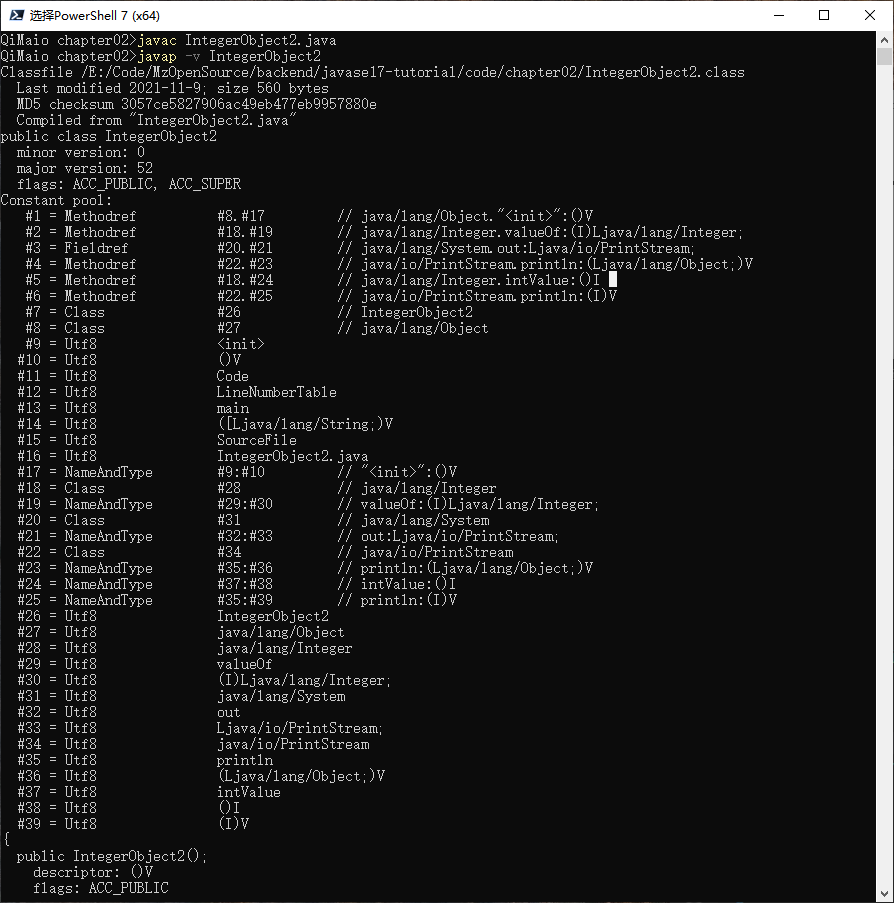 选择PowerShell 7 (x64)
QiMaio chapter02>javac IntegerObject2.java
QiMaio chapter02>javap -v IntegerObject2
Classfile /E:/Code/MzOpenSource/backend/javase17-tutorial/code/chapter02/IntegerObject2.class
  Last modified 2021-11-9; size 560 bytes
  MD5 checksum 3057ce5827906ac49eb477eb9957880e
  Compiled from "IntegerObject2.java"
public class IntegerObject2
  minor version: 0
  major version: 52
  flags: ACC_PUBLIC, ACC_SUPER
Constant pool:
   #1 = Methodref          #8.#17         // java/lang/Object."<init>":()V
   #2 = Methodref          #18.#19        // java/lang/Integer.valueOf:(I)Ljava/lang/Integer;
   #3 = Fieldref           #20.#21        // java/lang/System.out:Ljava/io/PrintStream;
   #4 = Methodref          #22.#23        // java/io/PrintStream.println:(Ljava/lang/Object;)V
   #5 = Methodref          #18.#24        // java/lang/Integer.intValue:()I
   #6 = Methodref          #22.#25        // java/io/PrintStream.println:(I)V
   #7 = Class              #26            // IntegerObject2
   #8 = Class              #27            // java/lang/Object
   #9 = Utf8               <init>
  #10 = Utf8               ()V
  #11 = Utf8               Code
  #12 = Utf8               LineNumberTable
  #13 = Utf8               main
  #14 = Utf8               ([Ljava/lang/String;)V
  #15 = Utf8               SourceFile
  #16 = Utf8               IntegerObject2.java
  #17 = NameAndType        #9:#10         // "<init>":()V
  #18 = Class              #28            // java/lang/Integer
  #19 = NameAndType        #29:#30        // valueOf:(I)Ljava/lang/Integer;
  #20 = Class              #31            // java/lang/System
  #21 = NameAndType        #32:#33        // out:Ljava/io/PrintStream;
  #22 = Class              #34            // java/io/PrintStream
  #23 = NameAndType        #35:#36        // println:(Ljava/lang/Object;)V
  #24 = NameAndType        #37:#38        // intValue:()I
  #25 = NameAndType        #35:#39        // println:(I)V
  #26 = Utf8               IntegerObject2
  #27 = Utf8               java/lang/Object
  #28 = Utf8               java/lang/Integer
  #29 = Utf8               valueOf
  #30 = Utf8               (I)Ljava/lang/Integer;
  #31 = Utf8               java/lang/System
  #32 = Utf8               out
  #33 = Utf8               Ljava/io/PrintStream;
  #34 = Utf8               java/io/PrintStream
  #35 = Utf8               println
  #36 = Utf8               (Ljava/lang/Object;)V
  #37 = Utf8               intValue
  #38 = Utf8               ()I
  #39 = Utf8               (I)V
{
  public IntegerObject2();
    descriptor: ()V
    flags: ACC_PUBLIC